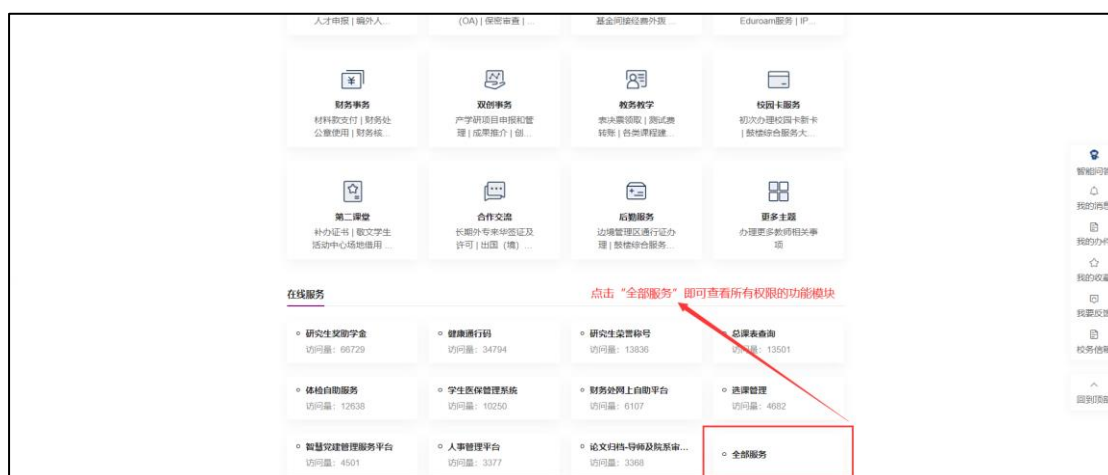 人才申报 | 编外人...
(OA) | 保密审查 | ...
基金间接经费外拨...
Eduroam服务 | IP...
财务事务
材料款支付 | 财务处
公章使用 | 财务核...
双创事务
产学研项目申报和管
理 | 成果推介 | 创...
教务教学
表决票领取 | 测试费
转账 | 各类课程建...
校园卡服务
初次办理校园卡新卡
| 鼓楼综合服务大...
第二课堂
补办证书 | 敬文学生
活动中心场地借用...
合作交流
长期外专来华签证及
许可 | 出国（境）...
后勤服务
边境管理区通行证办
理 | 鼓楼综合服务...
更多主题
办理更多教师相关事
项
在线服务
点击“全部服务”即可查看所有权限的功能模块
研究生奖助学金
访问量：66729
健康通行码
访问量：34794
研究生荣誉称号
访问量：13836
总课表查询
访问量：13501
体检自助服务
访问量：12638
学生医保管理系统
访问量：10250
财务处网上自助平台
访问量：6107
选课管理
访问量：4682
智慧党建管理服务平台
访问量：4501
人事管理平台
访问量：3377
论文归档-导师及院系审...
访问量：3368
全部服务
智能问答
我的消息
我的办件
我的收藏
我要反馈
校务信箱
回到顶部